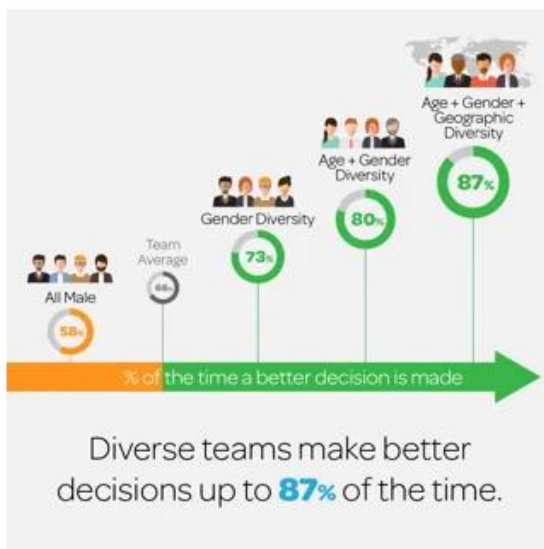 Age + Gender +
Geographic
Diversity
87%
Age + Gender
Diversity
80%
Gender Diversity
73%
Team
Average
66%
All Male
58%
% of the time a better decision is made
Diverse teams make better
decisions up to 87% of the time.